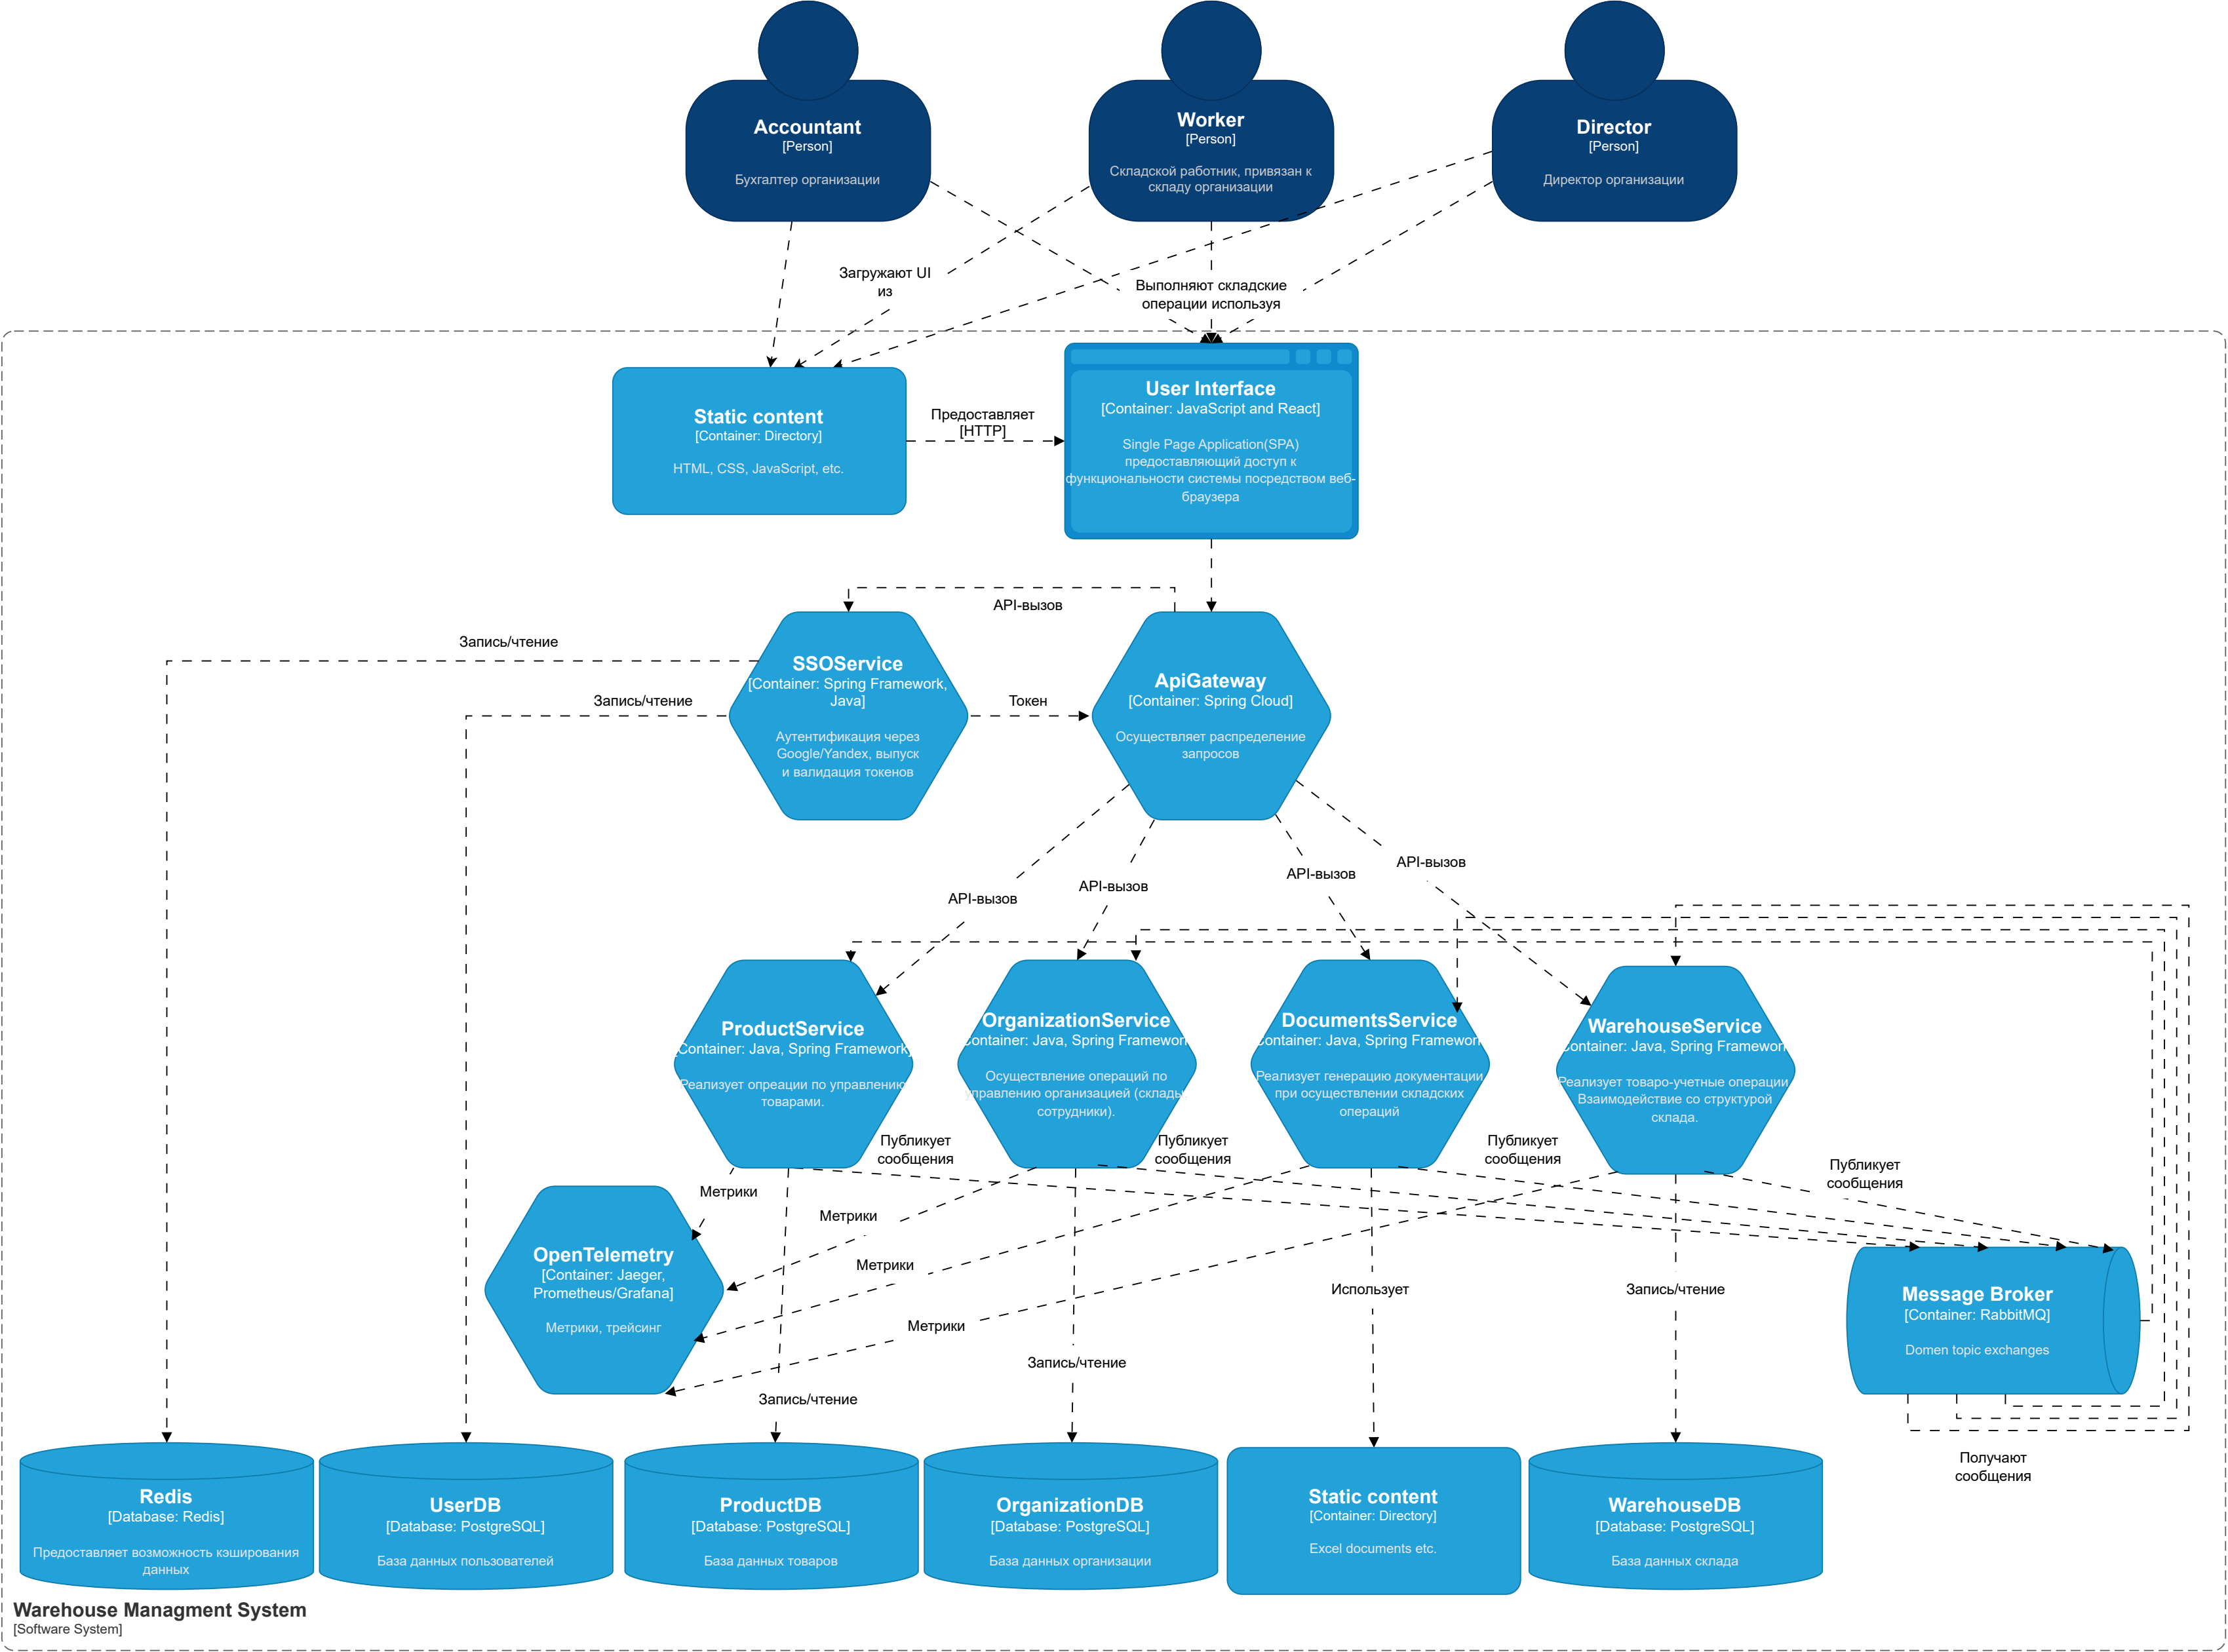 Accountant
[Person]
Бухгалтер организации
Worker
[Person]
Складской работник, привязан к
складу организации
Director
[Person]
Директор организации
Загружают UI
из
Выполняют складские
операции используя
Static content
[Container: Directory]
HTML, CSS, JavaScript, etc.
Предоставляет
[HTTP]
User Interface
[Container: JavaScript and React]
Single Page Application(SPA)
предоставляющий доступ к
функциональности системы посредством веб-
браузера
API-вызов
Запись/чтение
SSOService
[Container: Spring Framework,
Java]
Аутентификация через
Google/Yandex, выпуск
и валидация токенов
Запись/чтение
Токен
ApiGateway
[Container: Spring Cloud]
Осуществляет распределение
запросов
API-вызов
API-вызов
API-вызов
API-вызов
ProductService
[Container: Java, Spring Framework]
Реализует опреации по управлению
товарами.
OrganizationService
Container: Java, Spring Framework
Осуществление операций по
управлению организацией (склады
сотрудники).
DocumentsService
Container: Java, Spring Framework
Реализует генерацию документации
при осуществлении складских
операций
WarehouseService
Container: Java, Spring Framework
Реализует товаро-учетные операции
Взаимодействие со структурой
склада.
Публикует
сообщения
Публикует
сообщения
Публикует
сообщения
Публикует
сообщения
Метрики
Метрики
Метрики
Метрики
OpenTelemetry
[Container: Jaeger,
Prometheus/Grafana]
Метрики, трейсинг
Использует
Запись/чтение
Запись/чтение
Запись/чтение
Message Broker
[Container: RabbitMQ]
Domen topic exchanges
Получают
сообщения
Redis
[Database: Redis]
Предоставляет возможность кэширования
данных
UserDB
[Database: PostgreSQL]
База данных пользователей
ProductDB
[Database: PostgreSQL]
База данных товаров
OrganizationDB
[Database: PostgreSQL]
База данных организации
Static content
[Container: Directory]
Excel documents etc.
WarehouseDB
[Database: PostgreSQL]
База данных склада
Warehouse Managment System
[Software System]